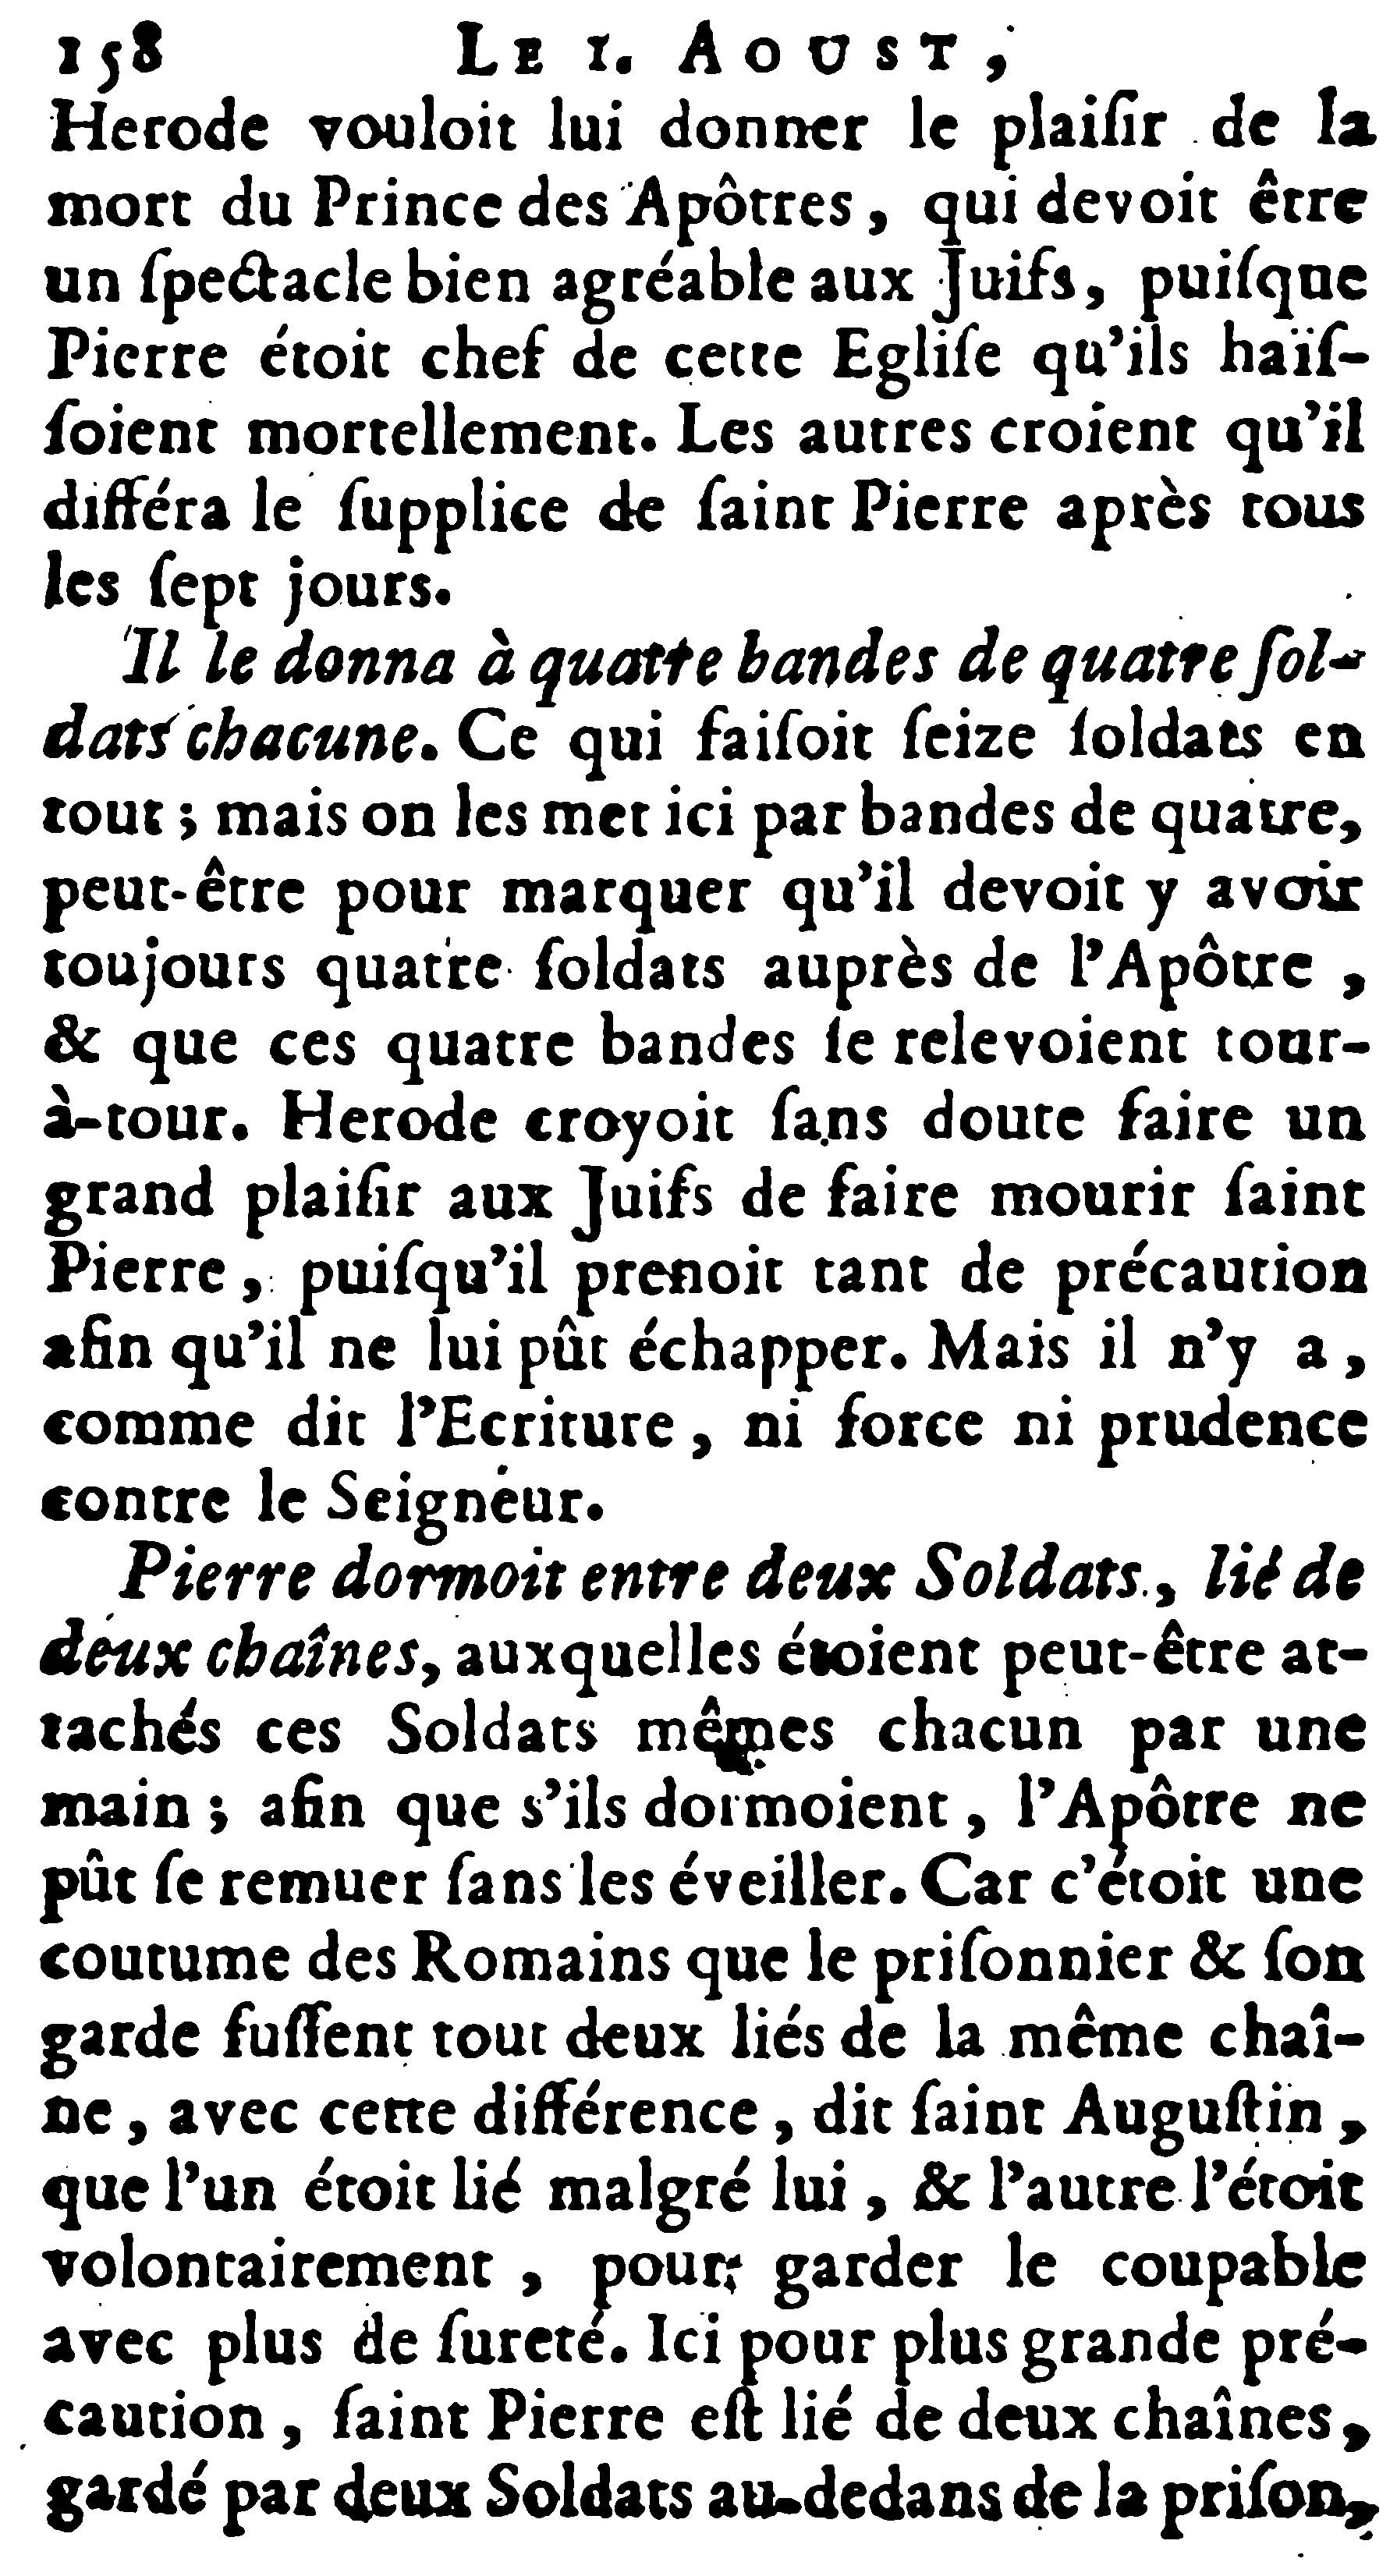 158 LE I. AOUST,
Herode vouloit lui donner le plaiſir de la
mort du Prince des Apôtres, qui devoit être
un ſpectacle bien agréable aux Juifs, puiſque
Pierre étoit chef de cette Egliſe qu'ils haïſ-
ſoient mortellement. Les autres croient qu'il
différa le ſupplice de ſaint Pierre après tous
les ſept jours.
Il le donna à quatre bandes de quatre ſol-
dats chacune. Ce qui faiſoit ſeize ſoldats en
tout ; mais on les met ici par bandes de quatre,
peut-être pour marquer qu'il devoit y avoir
toujours quatre ſoldats auprès de l'Apôtre ,
& que ces quatre bandes ſe relevoient tour-
à-tour. Herode croyoit ſans doute faire un
grand plaiſir aux Juifs de faire mourir ſaint
Pierre , puiſqu'il prenoit tant de précaution
afin qu'il ne lui pût échapper. Mais il n'y a ,
comme dit l'Ecriture , ni force ni prudence
contre le Seigneur.
Pierre dormoit entre deux Soldats , lié de
deux chaînes, auxquelles étoient peut-être at-
tachés ces Soldats mêmes chacun par une
main ; afin que s'ils dormoient , l'Apôtre ne
pût ſe remuer ſans les éveiller. Car c'étoit une
coutume des Romains que le priſonnier & ſon
garde fuſſent tout deux liés de la même chaî-
ne , avec cette différence , dit ſaint Auguſtin ,
que l'un étoit lié malgré lui , & l'autre l'étoit
volontairement , pour garder le coupable
avec plus de ſureté. Ici pour plus grande pré-
caution , ſaint Pierre eſt lié de deux chaînes,
gardé par deux Soldats au-dedans de la priſon,